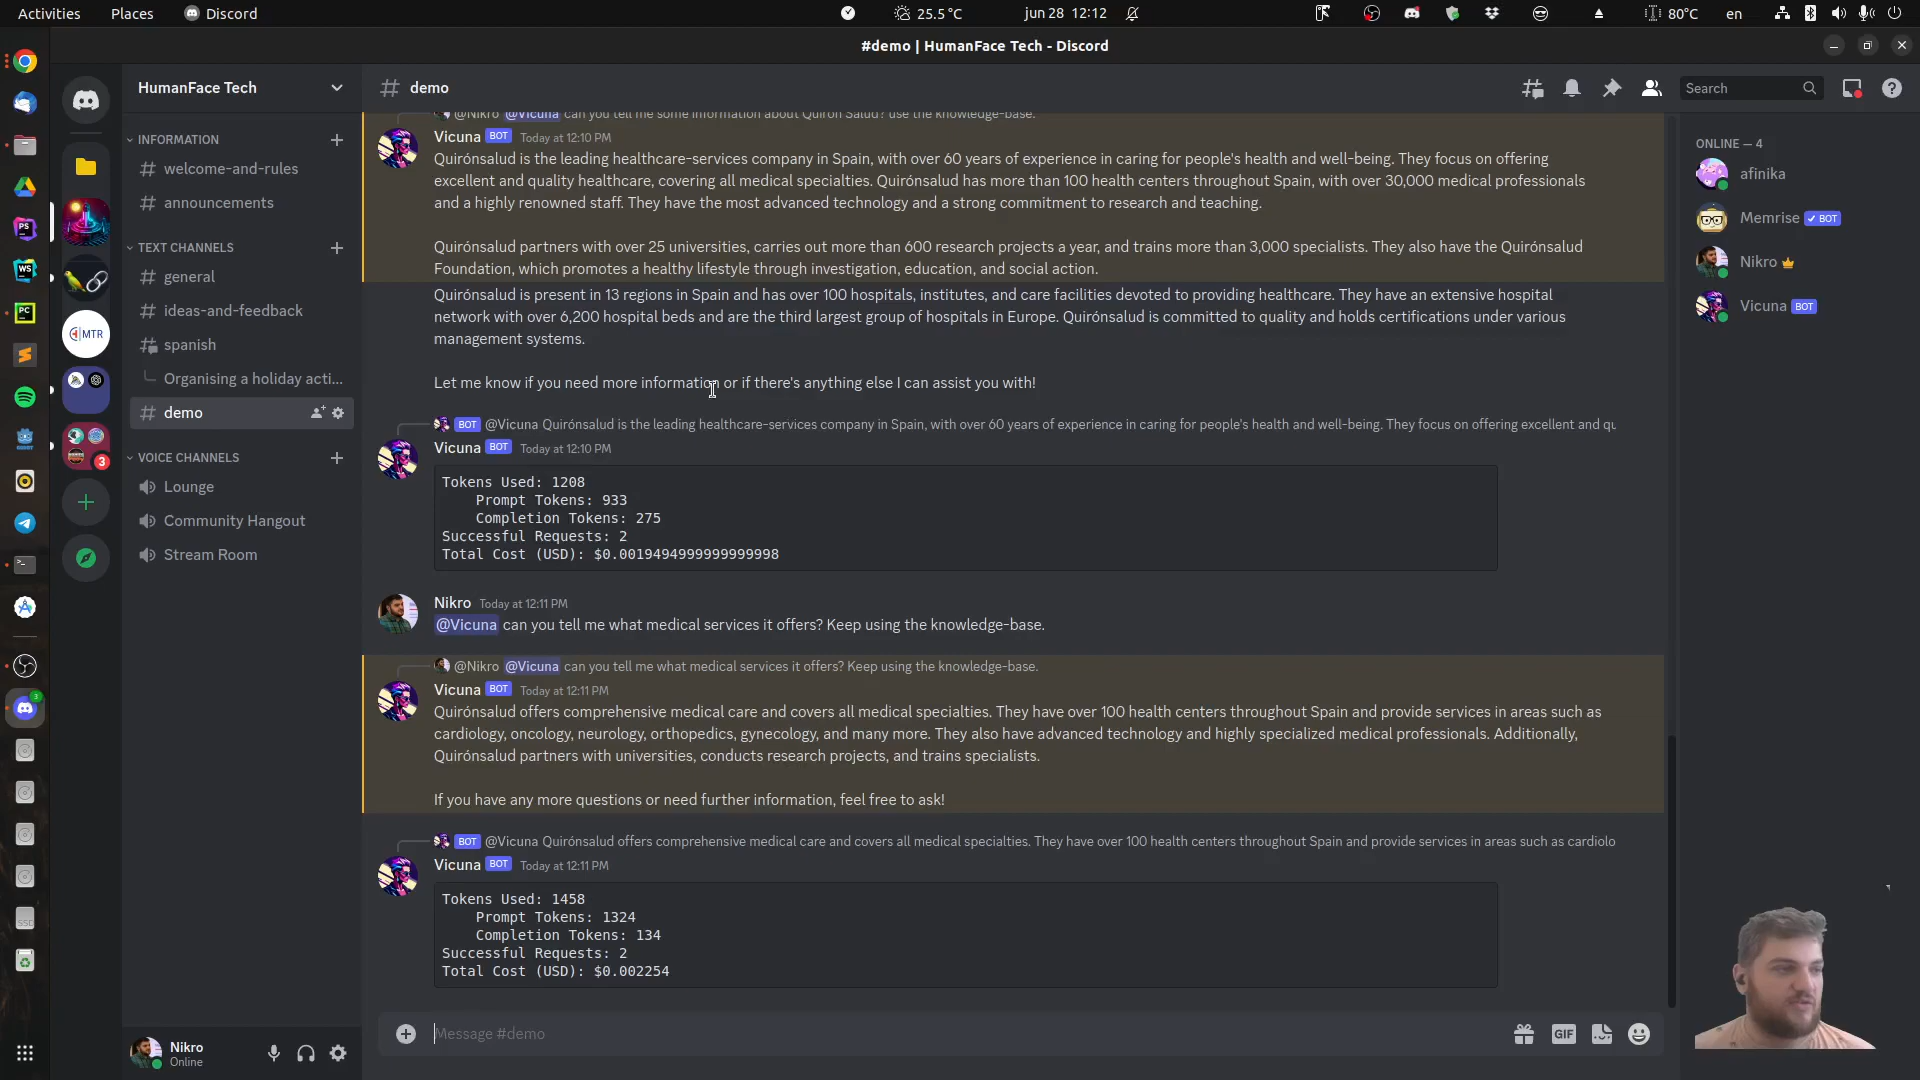 Activities Places Discord 25.5 °C jun 28 12:12 80°C en
#demo | HumanFace Tech - Discord
HumanFace Tech
INFORMATION
welcome-and-rules
announcements
TEXT CHANNELS
general
ideas-and-feedback
spanish
Organising a holiday acti...
demo
VOICE CHANNELS
Lounge
Community Hangout
Stream Room
Nikro
Online
PS
WS
PC
GODOT
SSD
MTR
3
3
# demo
Search
@Nikro @Vicuna can you tell me some information about Quiron Salud? use the knowledge-base.
Vicuna BOT Today at 12:10 PM
Quirónsalud is the leading healthcare-services company in Spain, with over 60 years of experience in caring for people's health and well-being. They focus on offering
excellent and quality healthcare, covering all medical specialties. Quirónsalud has more than 100 health centers throughout Spain, with over 30,000 medical professionals
and a highly renowned staff. They have the most advanced technology and a strong commitment to research and teaching.
Quirónsalud partners with over 25 universities, carries out more than 600 research projects a year, and trains more than 3,000 specialists. They also have the Quirónsalud
Foundation, which promotes a healthy lifestyle through investigation, education, and social action.
Quirónsalud is present in 13 regions in Spain and has over 100 hospitals, institutes, and care facilities devoted to providing healthcare. They have an extensive hospital
network with over 6,200 hospital beds and are the third largest group of hospitals in Europe. Quirónsalud is committed to quality and holds certifications under various
management systems.
Let me know if you need more information or if there's anything else I can assist you with!
BOT @Vicuna Quirónsalud is the leading healthcare-services company in Spain, with over 60 years of experience in caring for people's health and well-being. They focus on offering excellent and qu
Vicuna BOT Today at 12:10 PM
Tokens Used: 1208
Prompt Tokens: 933
Completion Tokens: 275
Successful Requests: 2
Total Cost (USD): $0.0019494999999999998
Nikro Today at 12:11 PM
@Vicuna can you tell me what medical services it offers? Keep using the knowledge-base.
@Nikro @Vicuna can you tell me what medical services it offers? Keep using the knowledge-base.
Vicuna BOT Today at 12:11 PM
Quirónsalud offers comprehensive medical care and covers all medical specialties. They have over 100 health centers throughout Spain and provide services in areas such as
cardiology, oncology, neurology, orthopedics, gynecology, and many more. They also have advanced technology and highly specialized medical professionals. Additionally,
Quirónsalud partners with universities, conducts research projects, and trains specialists.
If you have any more questions or need further information, feel free to ask!
BOT @Vicuna Quirónsalud offers comprehensive medical care and covers all medical specialties. They have over 100 health centers throughout Spain and provide services in areas such as cardiolo
Vicuna BOT Today at 12:11 PM
Tokens Used: 1458
Prompt Tokens: 1324
Completion Tokens: 134
Successful Requests: 2
Total Cost (USD): $0.002254
Message #demo
GIF
ONLINE — 4
afinika
Memrise BOT
Nikro
Vicuna BOT